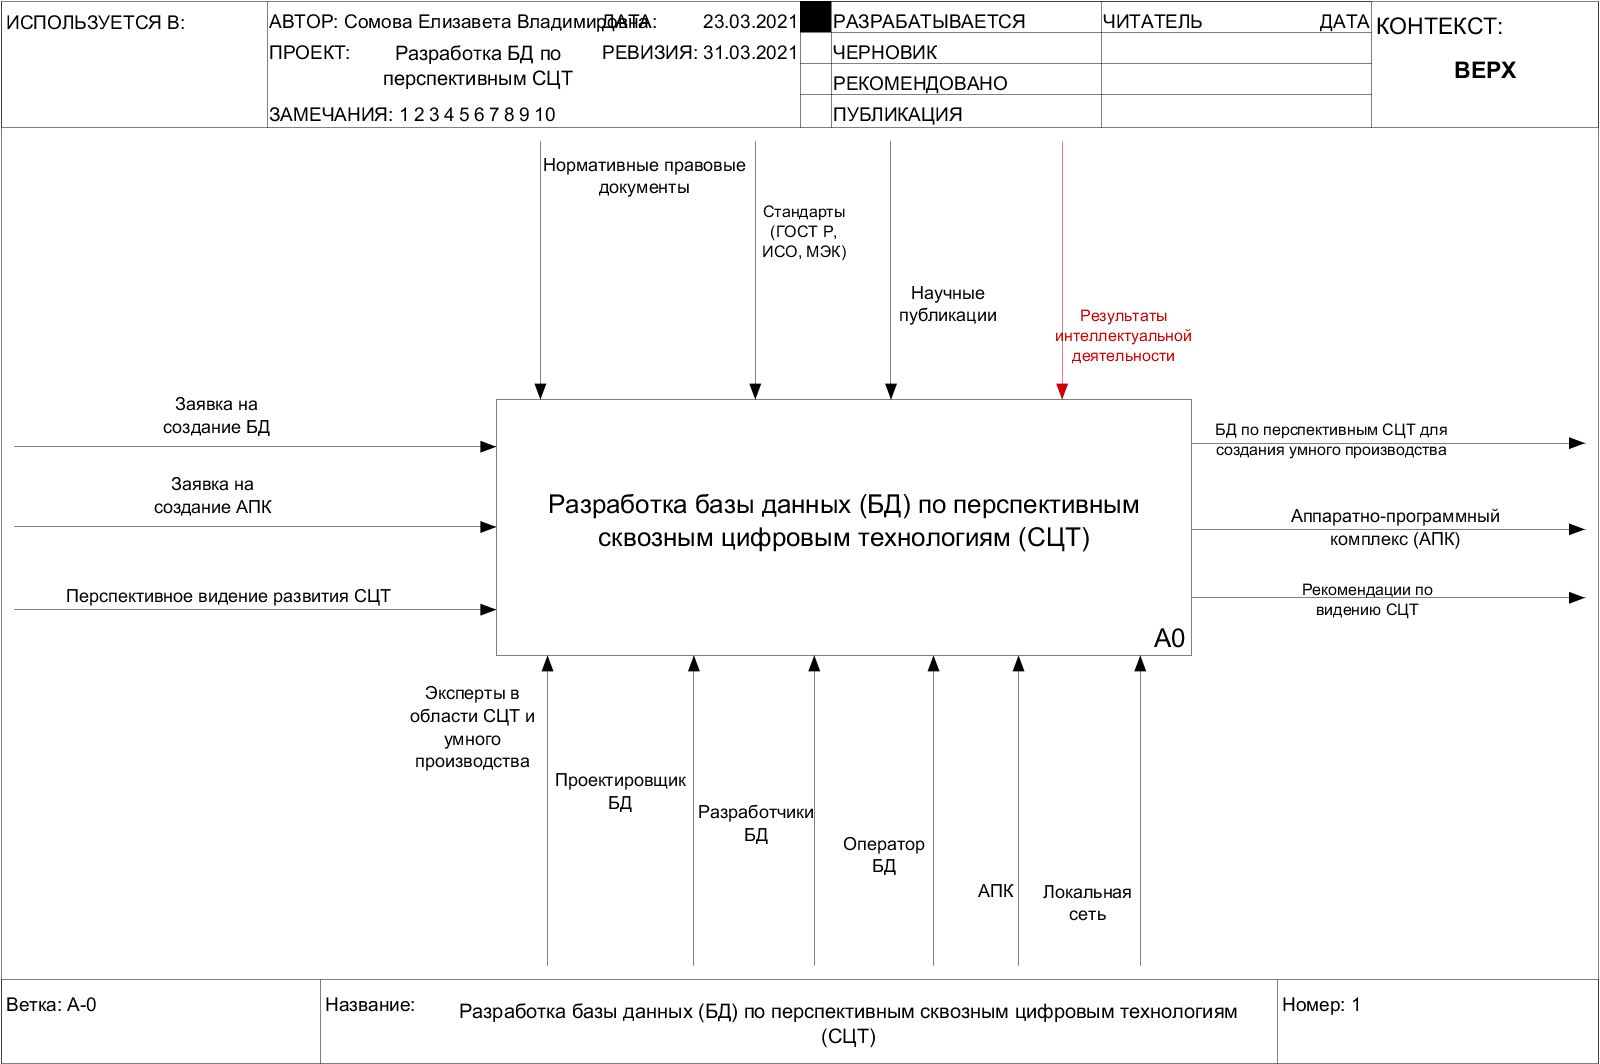 ИСПОЛЬЗУЕТСЯ В:
АВТОР: Сомова Елизавета Владимировна
ДАТА: 23.03.2021
ПРОЕКТ: Разработка БД по
перспективным СЦТ
РЕВИЗИЯ: 31.03.2021
ЗАМЕЧАНИЯ: 1 2 3 4 5 6 7 8 9 10
РАЗРАБАТЫВАЕТСЯ
ЧЕРНОВИК
РЕКОМЕНДОВАНО
ПУБЛИКАЦИЯ
ЧИТАТЕЛЬ ДАТА
КОНТЕКСТ:
ВЕРХ
Нормативные правовые
документы
Стандарты
(ГОСТ Р,
ИСО, МЭК)
Научные
публикации
Результаты
интеллектуальной
деятельности
Заявка на
создание БД
Заявка на
создание АПК
Перспективное видение развития СЦТ
Разработка базы данных (БД) по перспективным
сквозным цифровым технологиям (СЦТ)
А0
БД по перспективным СЦТ для
создания умного производства
Аппаратно-программный
комплекс (АПК)
Рекомендации по
видению СЦТ
Эксперты в
области СЦТ и
умного
производства
Проектировщик
БД
Разработчики
БД
Оператор
БД
АПК
Локальная
сеть
Ветка: А-0
Название:
Разработка базы данных (БД) по перспективным сквозным цифровым технологиям
(СЦТ)
Номер: 1